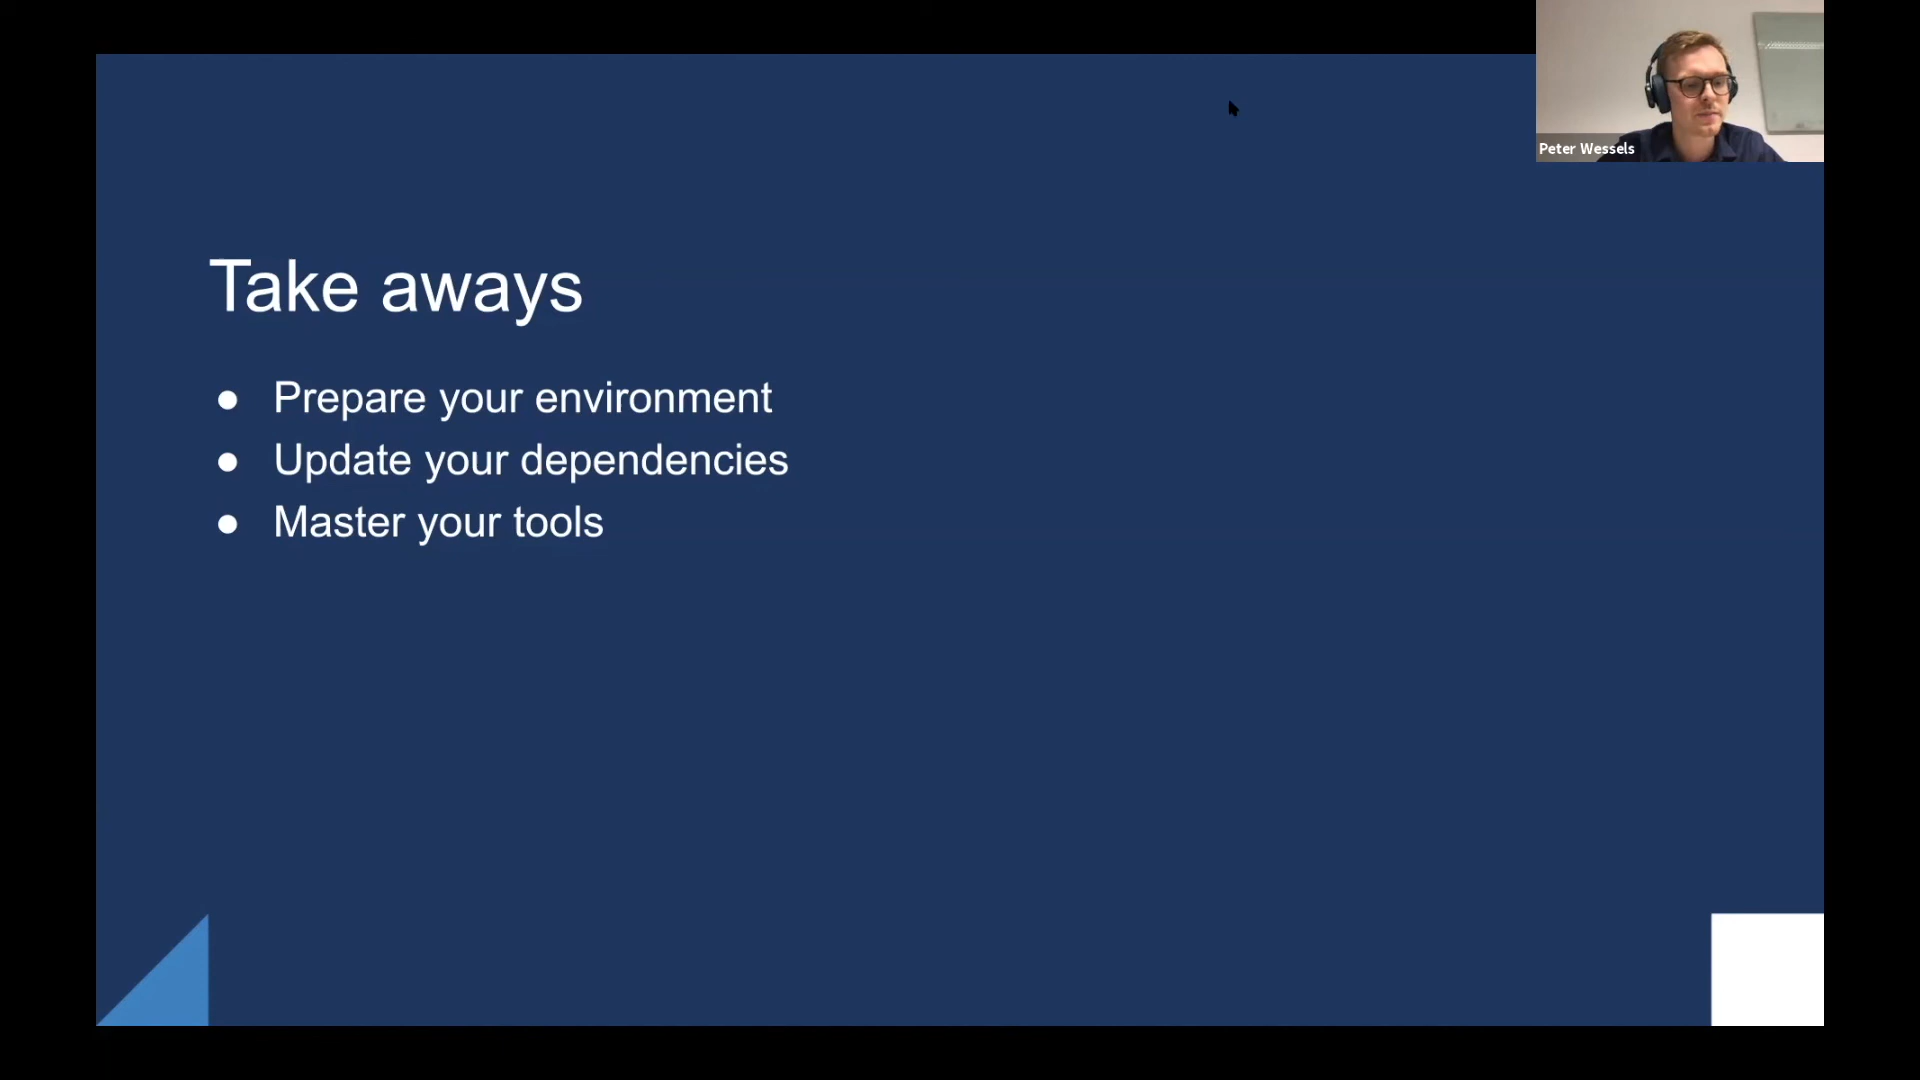 Peter Wessels
Take aways
● Prepare your environment
● Update your dependencies
● Master your tools